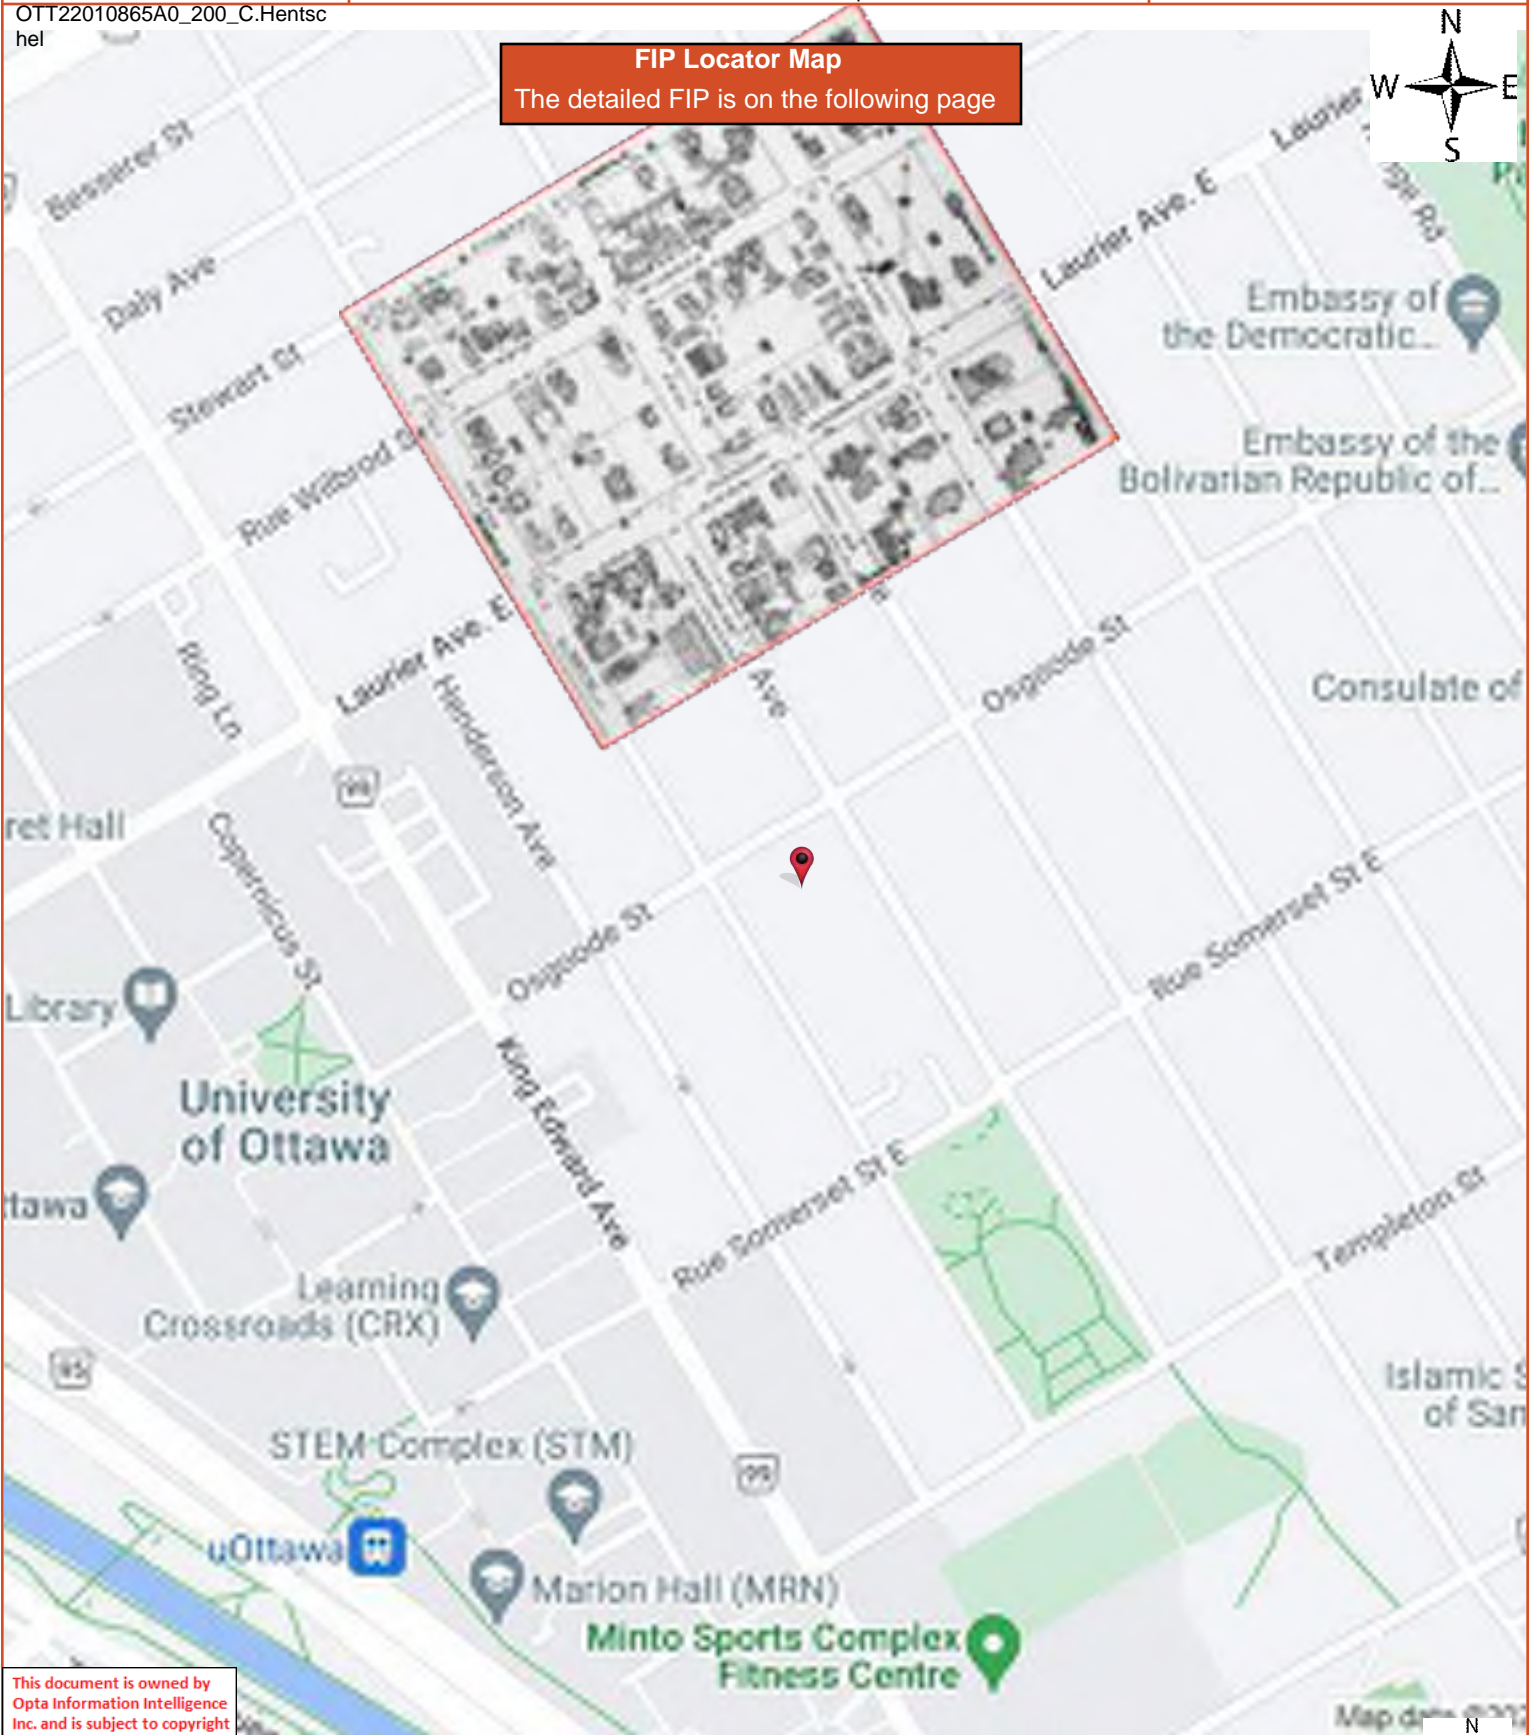 OTT22010865A0_200_C.Hentsc
hel
FIP Locator Map
The detailed FIP is on the following page
N
W
E
S
Besserer St
Daly Ave
Stewart St
Rue Wilbrod
Laurier Ave. E
Laurier
Laurier Ave. E
Embassy of
the Democratic...
Embassy of the
Bolivarian Republic of...
Ring Ln
Henderson Ave
Ave
Osgoode St
Consulate of
ret Hall
99
Copernicus St
Osgoode St
Rue Somerset St E
Library
University
of Ottawa
King Edward Ave
ttawa
Rue Somerset St E
Templeton St
Learning
Crossroads (CRX)
Islamic S
of San
STEM Complex (STM)
99
uOttawa
Marion Hall (MRN)
Minto Sports Complex
Fitness Centre
This document is owned by
Opta Information Intelligence
Inc. and is subject to copyright
Map data
N